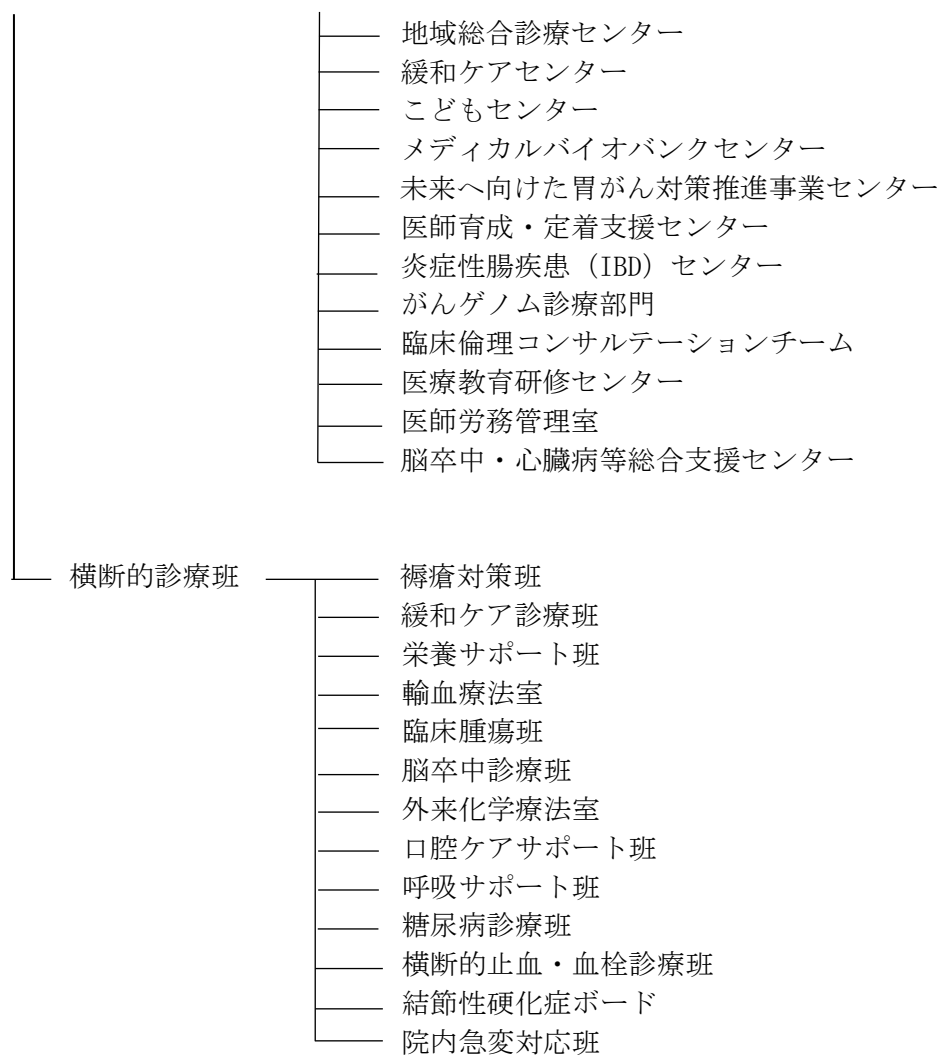 地域総合診療センター
緩和ケアセンター
こどもセンター
メディカルバイオバンクセンター
未来へ向けた胃がん対策推進事業センター
医師育成・定着支援センター
炎症性腸疾患（IBD）センター
がんゲノム診療部門
臨床倫理コンサルテーションチーム
医療教育研修センター
医師労務管理室
脳卒中・心臓病等総合支援センター
横断的診療班 褥瘡対策班
緩和ケア診療班
栄養サポート班
輸血療法室
臨床腫瘍班
脳卒中診療班
外来化学療法室
口腔ケアサポート班
呼吸サポート班
糖尿病診療班
横断的止血・血栓診療班
結節性硬化症ボード
院内急変対応班